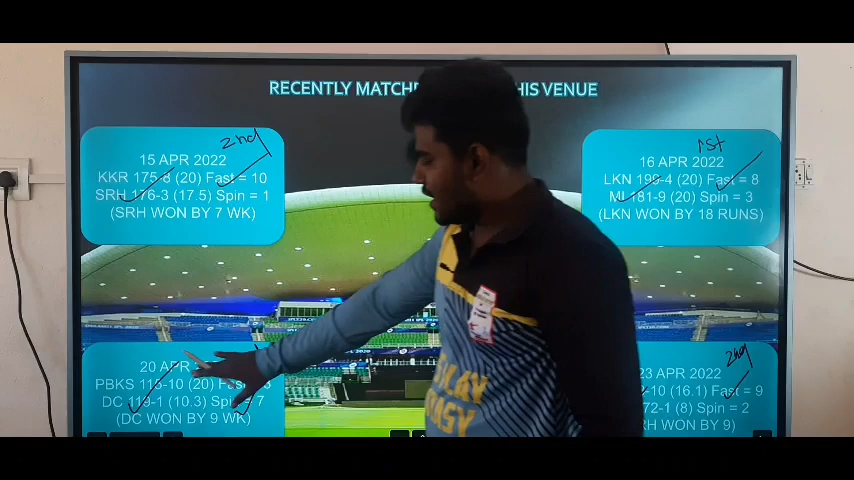 RECENTLY MATCHE HIS VENUE
2nd
15 APR 2022
KKR 175-8 (20) Fast = 10
SRH 176-3 (17.5) Spin = 1
(SRH WON BY 7 WK)
1st
16 APR 2022
LKN 199-4 (20) Fast = 8
MI 181-9 (20) Spin = 3
(LKN WON BY 18 RUNS)
20 APR
PBKS 115-10 (20)
DC 119-1 (10.3) Spin = 7
(DC WON BY 9 WK)
2nd
23 APR 2022
-10 (16.1) Fast = 9
72-1 (8) Spin = 2
RH WON BY 9)